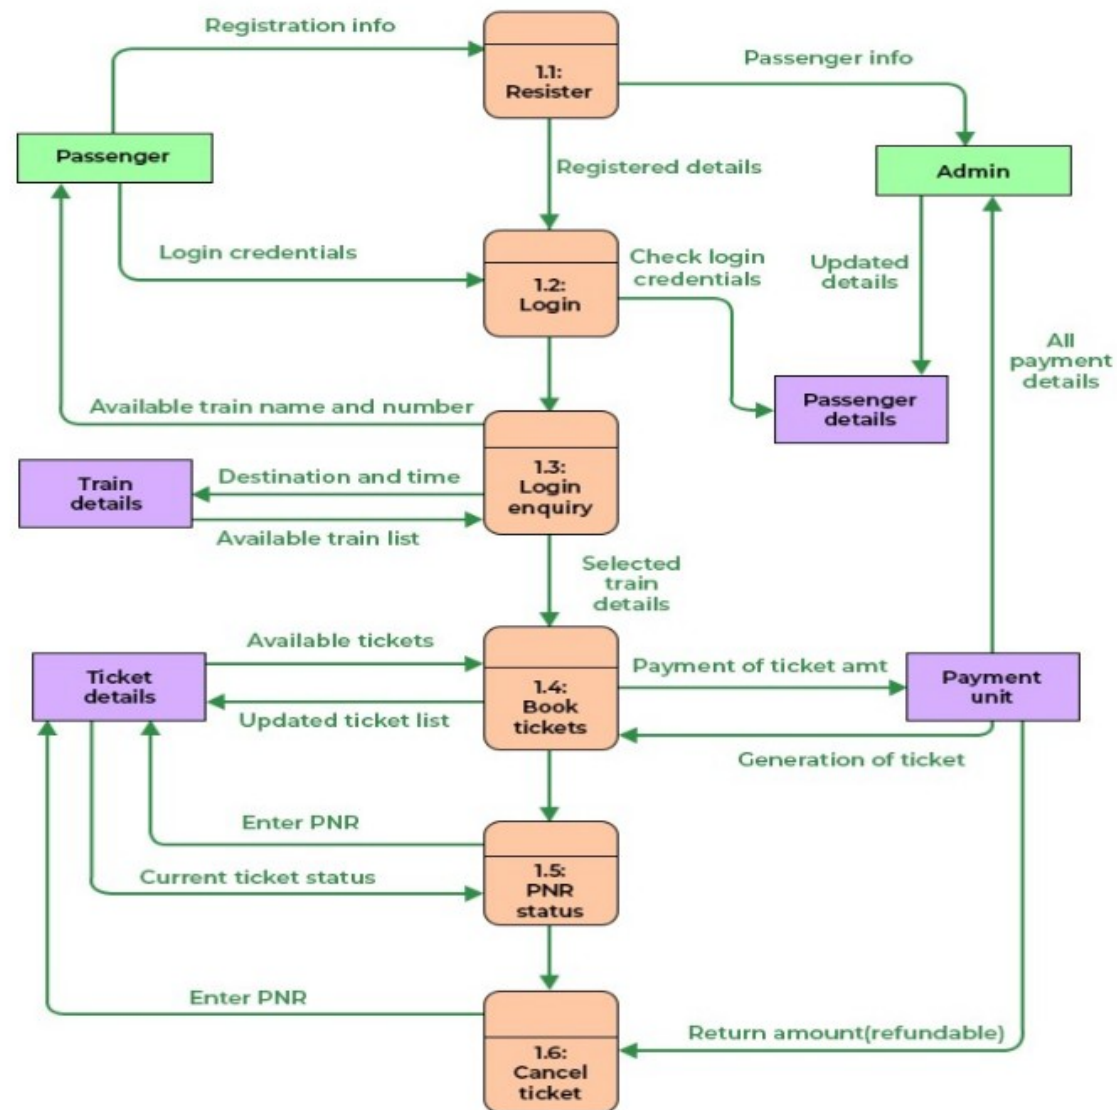 Registration info
1.1:
Resister
Passenger info
Passenger
Registered details
Admin
Login credentials
1.2:
Login
Check login
credentials
Updated
details
All
payment
details
Available train name and number
Passenger
details
Train
details
Destination and time
1.3:
Login
enquiry
Available train list
Selected
train
details
Available tickets
Ticket
details
1.4:
Book
tickets
Payment of ticket amt
Payment
unit
Updated ticket list
Generation of ticket
Enter PNR
1.5:
PNR
status
Current ticket status
Enter PNR
Return amount(refundable)
1.6:
Cancel
ticket